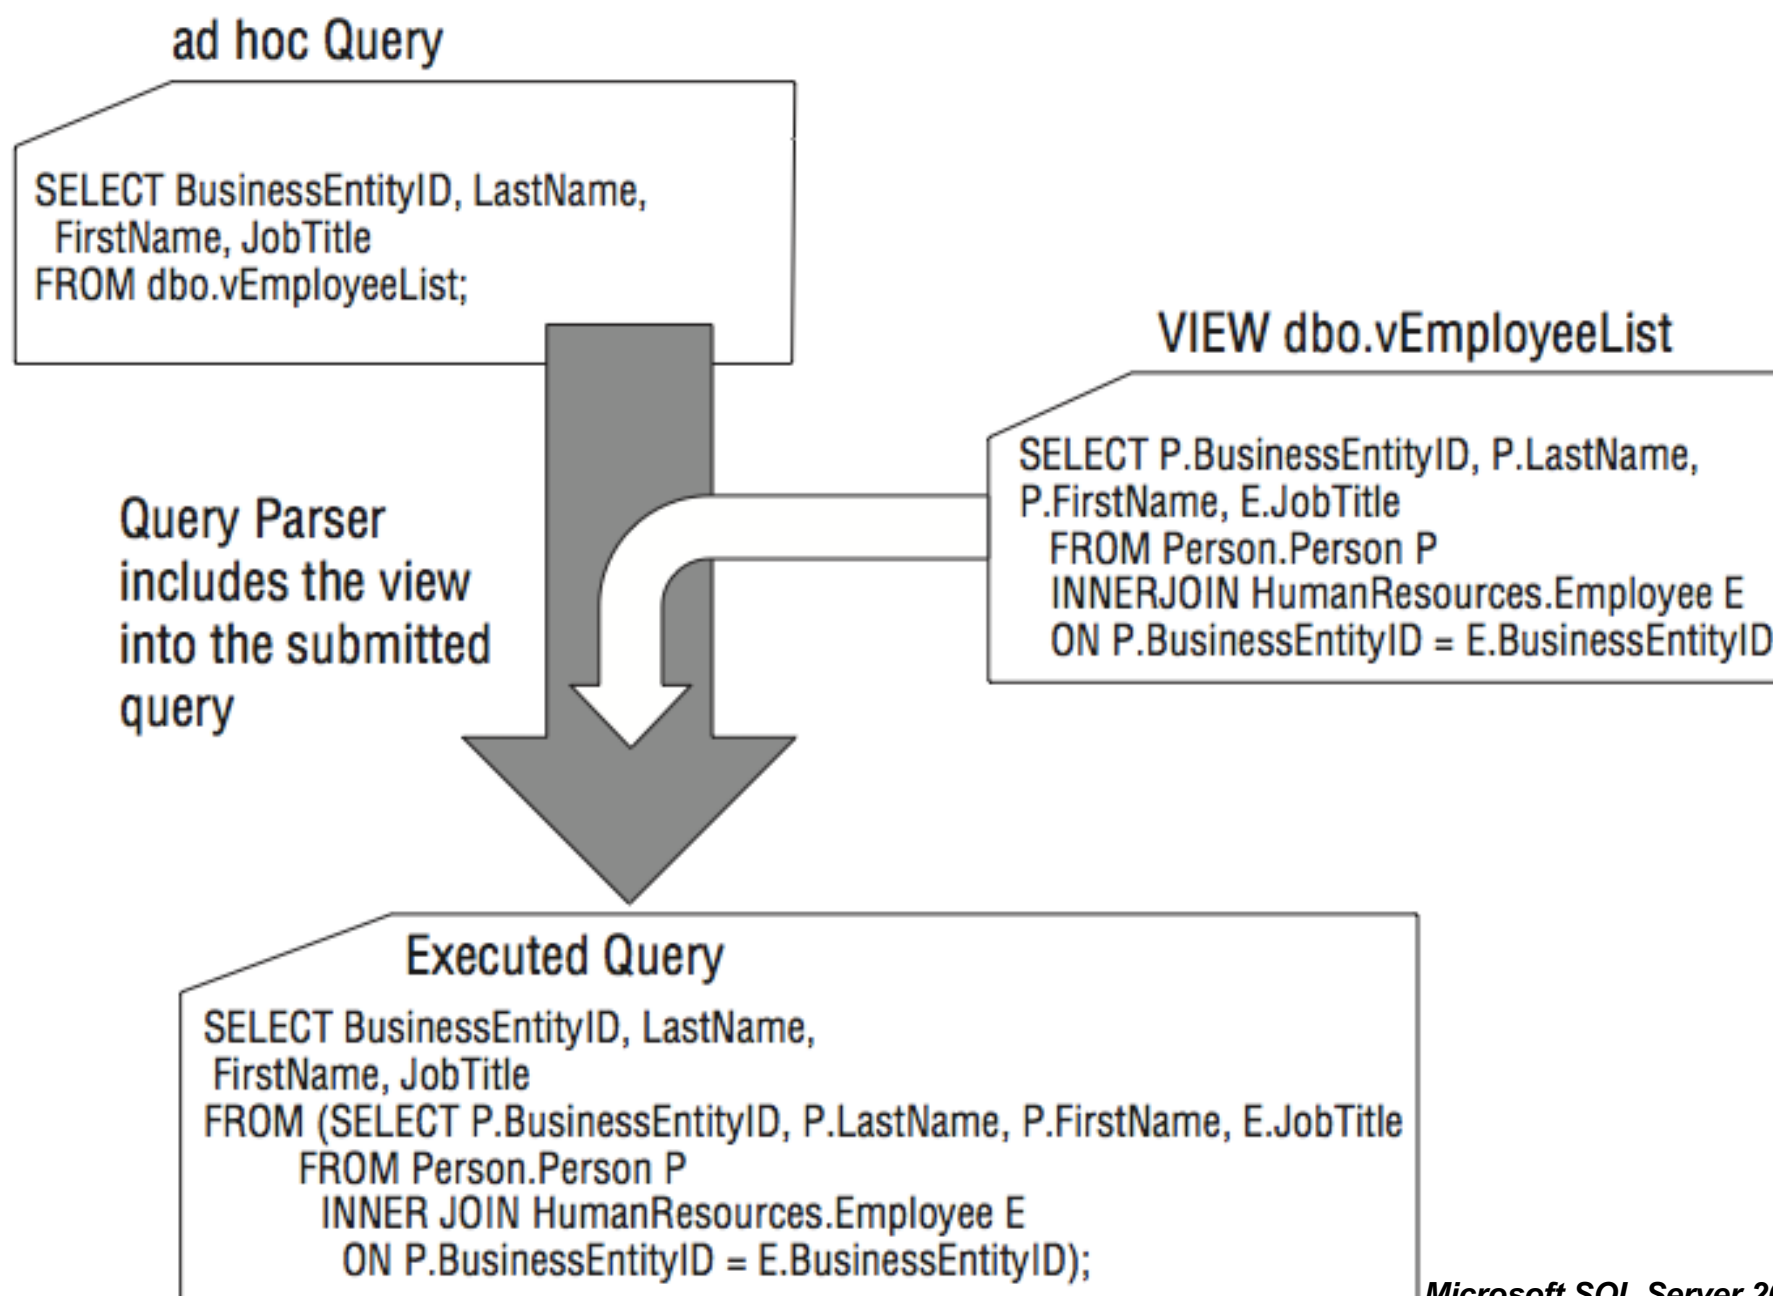 ad hoc Query
SELECT BusinessEntityID, LastName,
FirstName, JobTitle
FROM dbo.vEmployeeList;
VIEW dbo.vEmployeeList
SELECT P.BusinessEntityID, P.LastName,
P.FirstName, E.JobTitle
FROM Person.Person P
INNERJOIN HumanResources.Employee E
ON P.BusinessEntityID = E.BusinessEntityID
Query Parser
includes the view
into the submitted
query
Executed Query
SELECT BusinessEntityID, LastName,
FirstName, JobTitle
FROM (SELECT P.BusinessEntityID, P.LastName, P.FirstName, E.JobTitle
FROM Person.Person P
INNER JOIN HumanResources.Employee E
ON P.BusinessEntityID = E.BusinessEntityID);
Microsoft SQL Server